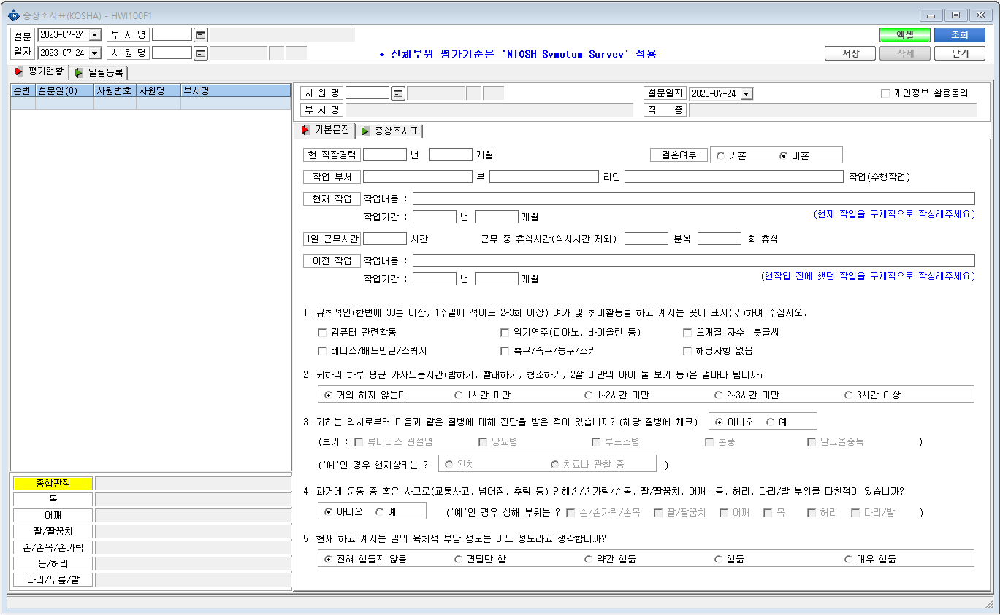 증상조사표(KOSHA) - HWI100F1
설문 일자 2023-07-24 부 서 명 엑셀 조회
2023-07-24 사 원 명 * 신체부위 평가기준은 'NIOSH Symotom Survey' 적용 저장 삭제 닫기
평가현황 일괄등록
순번 설문일(0) 사원번호 사원명 부서명
사 원 명 설문일자 2023-07-24 개인정보 활용동의
부 서 명 직 종
기본문진 증상조사표
현 직장경력 년 개월 결혼여부 기혼 미혼
작업 부서 부 라인 작업(수행작업)
현재 작업 작업내용 :
작업기간 : 년 개월 (현재 작업을 구체적으로 작성해주세요)
1일 근무시간 시간 근무 중 휴식시간(식사시간 제외) 분씩 회 휴식
이전 작업 작업내용 :
작업기간 : 년 개월 (현작업 전에 했던 작업을 구체적으로 작성해주세요)
1. 규칙적인(한번에 30분 이상, 1주일에 적어도 2~3회 이상) 여가 및 취미활동을 하고 계시는 곳에 표시(√)하여 주십시오.
컴퓨터 관련활동 악기연주(피아노, 바이올린 등) 뜨개질 자수, 붓글씨
테니스/배드민턴/스쿼시 축구/족구/농구/스키 해당사항 없음
2. 귀하의 하루 평균 가사노동시간(밥하기, 빨래하기, 청소하기, 2살 미만의 아이 돌 보기 등)은 얼마나 됩니까?
거의 하지 않는다 1시간 미만 1~2시간 미만 2~3시간 미만 3시간 이상
3. 귀하는 의사로부터 다음과 같은 질병에 대해 진단을 받은 적이 있습니까? (해당 질병에 체크) 아니오 예
(보기 : 류머티스 관절염 당뇨병 루프스병 통풍 알코올중독 )
('예'인 경우 현재상태는 ? 완치 치료나 관찰 중 )
4. 과거에 운동 중 혹은 사고로(교통사고, 넘어짐, 추락 등) 인해손/손가락/손목, 팔/팔꿈치, 어깨, 목, 허리, 다리/발 부위를 다친적이 있습니까?
아니오 예 ('예'인 경우 상해 부위는 ? 손/손가락/손목 팔/팔꿈치 어깨 목 허리 다리/발 )
5. 현재 하고 계시는 일의 육체적 부담 정도는 어느 정도라고 생각합니까?
전혀 힘들지 않음 견딜만 함 약간 힘듦 힘듦 매우 힘듦
종합판정
목
어깨
팔/팔꿈치
손/손목/손가락
등/허리
다리/무릎/발